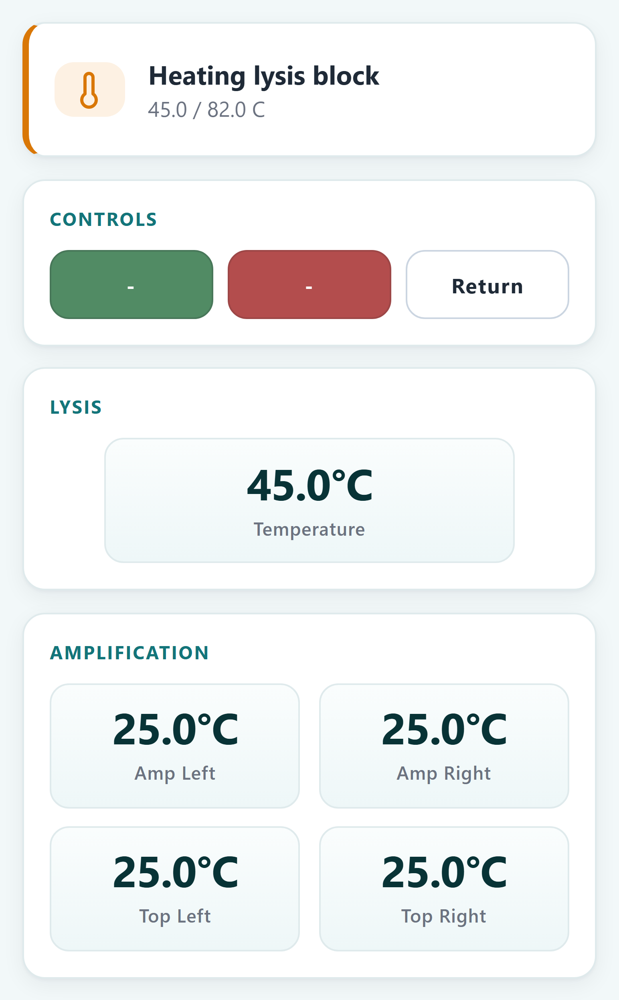 Heating lysis block
45.0 / 82.0 C
CONTROLS
-
-
Return
LYSIS
45.0°C
Temperature
AMPLIFICATION
25.0°C
Amp Left
25.0°C
Amp Right
25.0°C
Top Left
25.0°C
Top Right